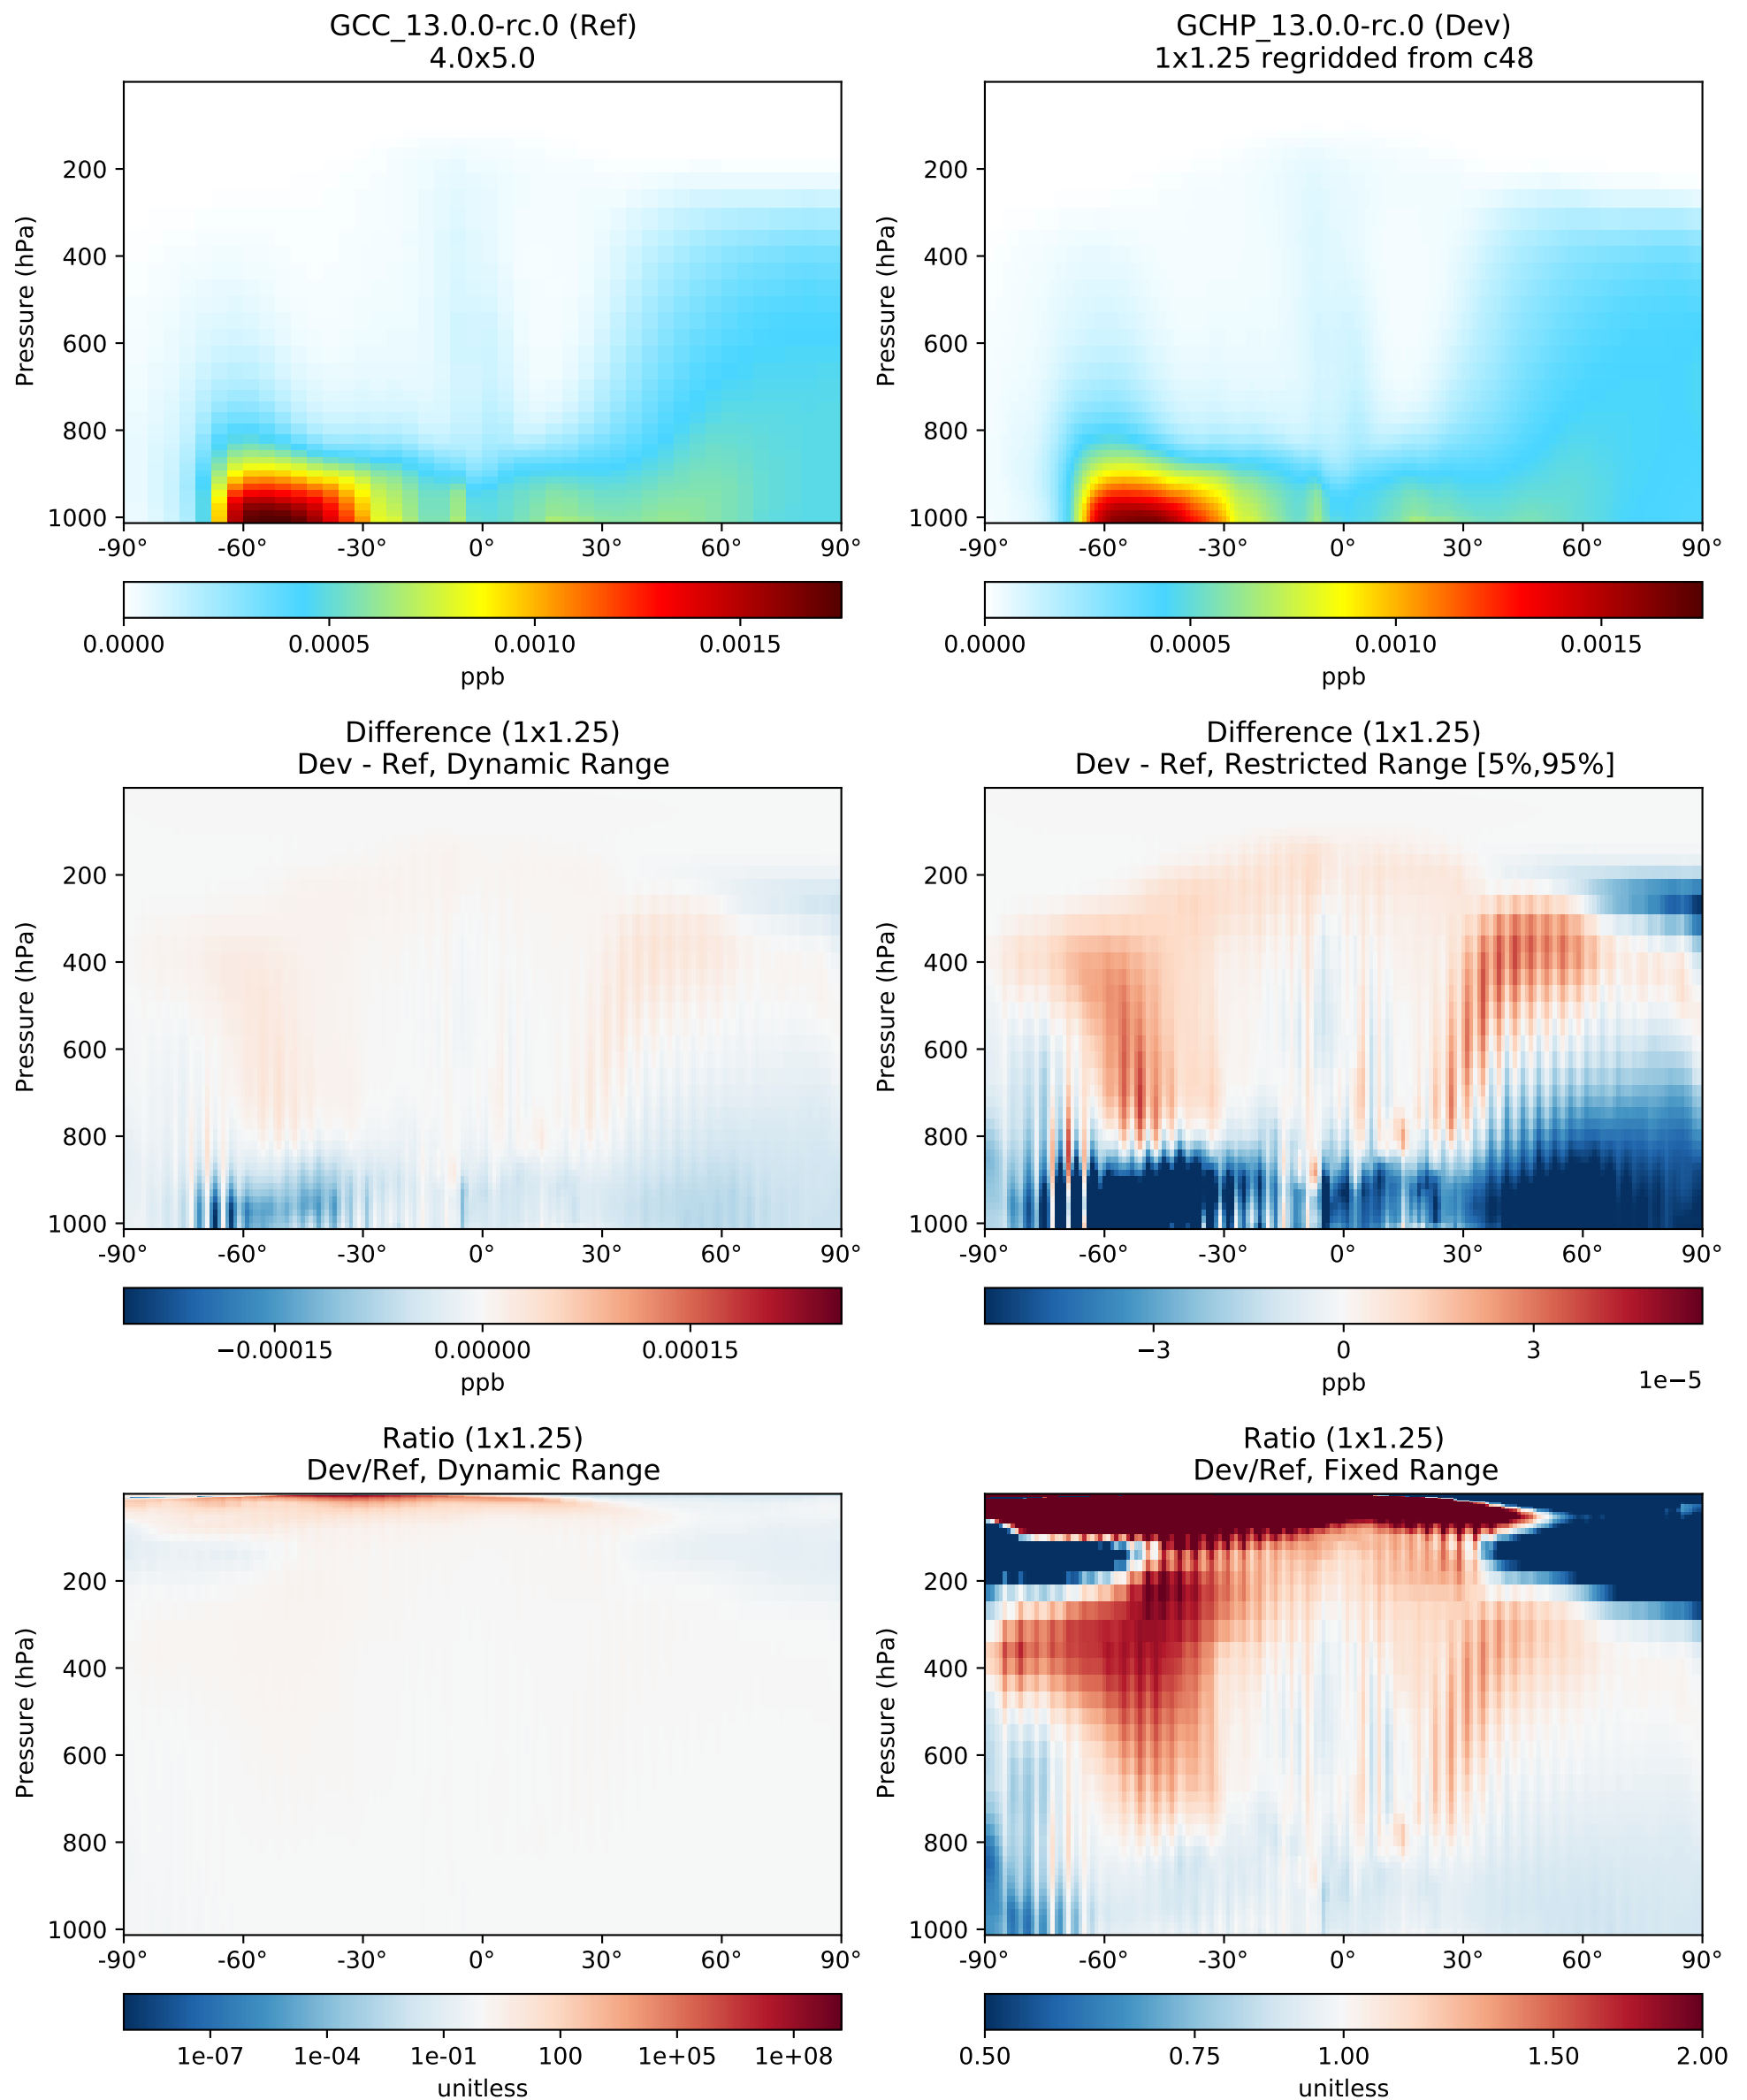 GCC_13.0.0-rc.0 (Ref)
4.0x5.0
GCHP_13.0.0-rc.0 (Dev)
1x1.25 regridded from c48
Pressure (hPa)
200
400
600
800
1000
-90° -60° -30° 0° 30° 60° 90°
0.0000 0.0005 0.0010 0.0015
ppb
Pressure (hPa)
200
400
600
800
1000
-90° -60° -30° 0° 30° 60° 90°
0.0000 0.0005 0.0010 0.0015
ppb
Difference (1x1.25)
Dev - Ref, Dynamic Range
Pressure (hPa)
200
400
600
800
1000
-90° -60° -30° 0° 30° 60° 90°
−0.00015 0.00000 0.00015
ppb
Difference (1x1.25)
Dev - Ref, Restricted Range [5%,95%]
Pressure (hPa)
200
400
600
800
1000
-90° -60° -30° 0° 30° 60° 90°
−3 0 3
1e−5
ppb
Ratio (1x1.25)
Dev/Ref, Dynamic Range
Pressure (hPa)
200
400
600
800
1000
-90° -60° -30° 0° 30° 60° 90°
1e-07 1e-04 1e-01 100 1e+05 1e+08
unitless
Ratio (1x1.25)
Dev/Ref, Fixed Range
Pressure (hPa)
200
400
600
800
1000
-90° -60° -30° 0° 30° 60° 90°
0.50 0.75 1.00 1.50 2.00
unitless